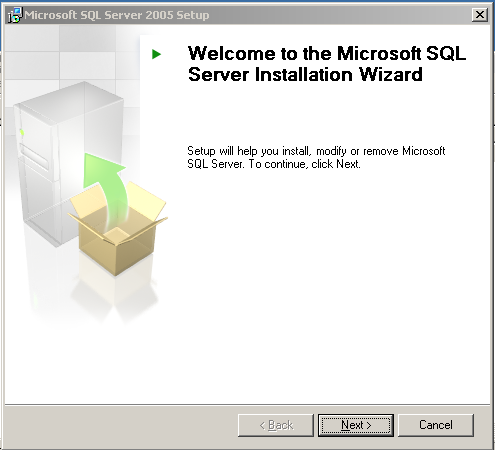 Microsoft SQL Server 2005 Setup
Welcome to the Microsoft SQL
Server Installation Wizard
Setup will help you install, modify or remove Microsoft
SQL Server. To continue, click Next.
< Back
Next >
Cancel